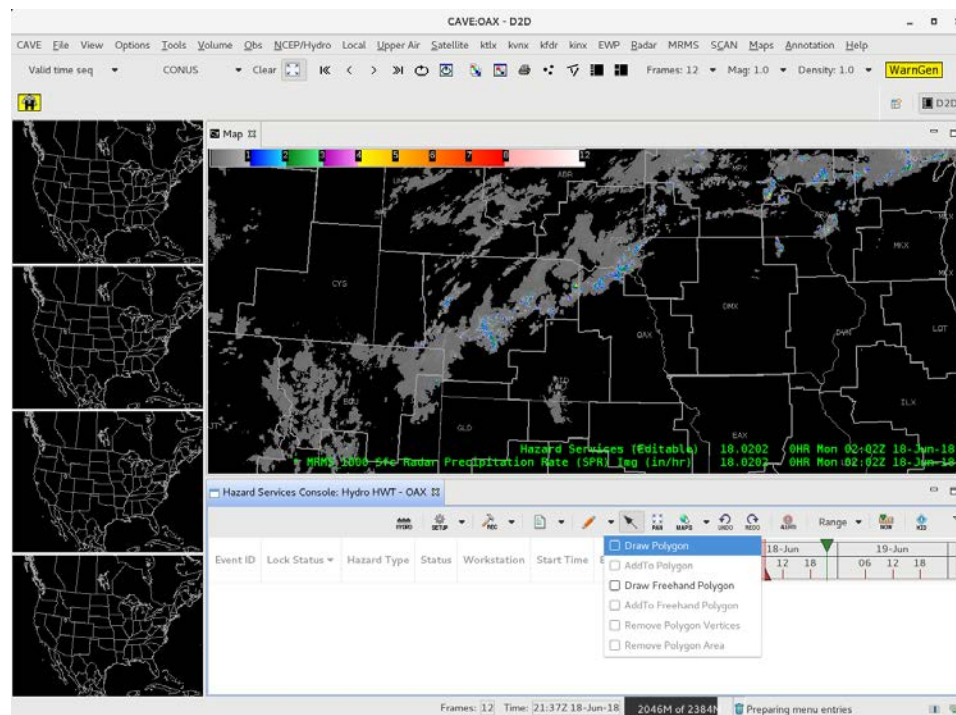 CAVE:OAX - D2D
CAVE File View Options Tools Volume Obs NCEP/Hydro Local Upper Air Satellite ktlx kvnx kfdr kinx EWP Radar MRMS SCAN Maps Annotation Help
Valid time seq CONUS Clear Frames: 12 Mag: 1.0 Density: 1.0 WarnGen
D2D
Map
1 2 3 4 5 6 7 8 12
ABR
MPX
MKX
CYS
DMX
OAX
LOT
BOU
ILX
GLD
EAX
Hazard Services (Editable) 18.0202 0HR Mon 02:02Z 18-Jun-18
MRMS 1000 Sfc Radar Precipitation Rate (SPR) Img (in/hr) 18.0202 0HR Mon 02:02Z 18-Jun-18
Hazard Services Console: Hydro HWT - OAX
HYDRO SETUP REC PAN MAPS UNDO REDO Range NOW
Event ID Lock Status Hazard Type Status Workstation Start Time 18-Jun 19-Jun
12 18 06 12 18
Draw Polygon
AddTo Polygon
Draw Freehand Polygon
AddTo Freehand Polygon
Remove Polygon Vertices
Remove Polygon Area
Frames: 12 Time: 21:37Z 18-Jun-18 2046M of 2384M Preparing menu entries